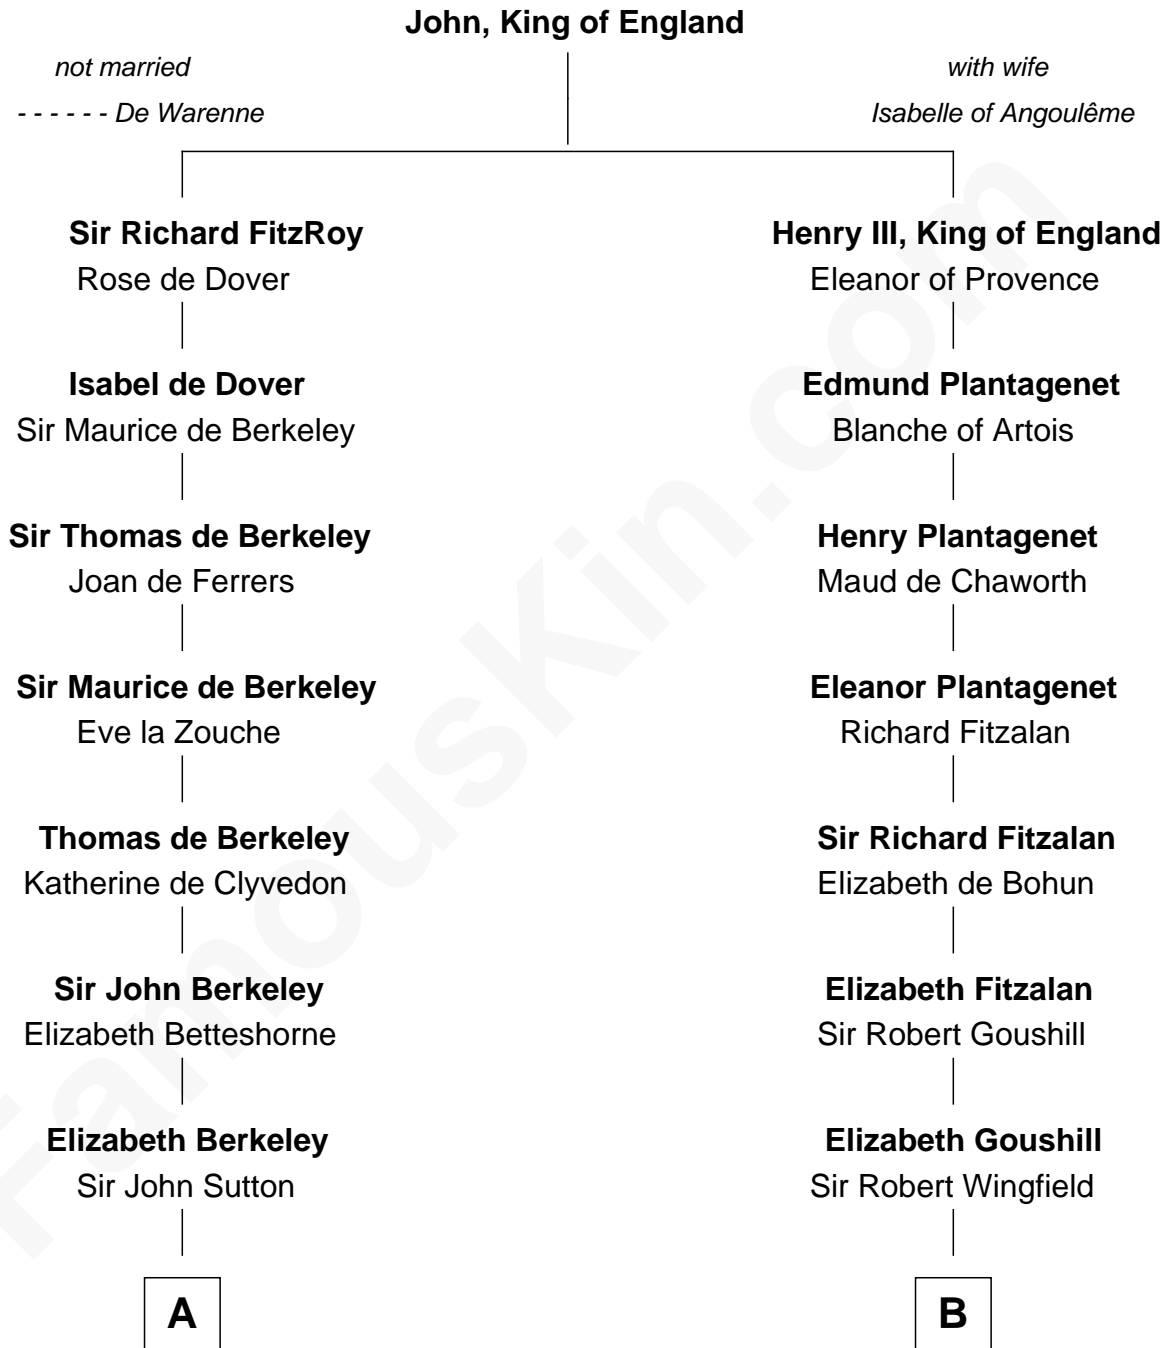 John, King of England
not married
with wife
- - - - - - De Warenne
Isabelle of Angoulême
Sir Richard FitzRoy
Henry III, King of England
Rose de Dover
Eleanor of Provence
Isabel de Dover
Edmund Plantagenet
Sir Maurice de Berkeley
Blanche of Artois
Sir Thomas de Berkeley
Henry Plantagenet
Joan de Ferrers
Maud de Chaworth
Sir Maurice de Berkeley
Eleanor Plantagenet
Eve la Zouche
Richard Fitzalan
Thomas de Berkeley
Sir Richard Fitzalan
Katherine de Clyvedon
Elizabeth de Bohun
Sir John Berkeley
Elizabeth Fitzalan
Elizabeth Betteshorne
Sir Robert Goushill
Elizabeth Berkeley
Elizabeth Goushill
Sir John Sutton
Sir Robert Wingfield
A
B
FamousKin.com